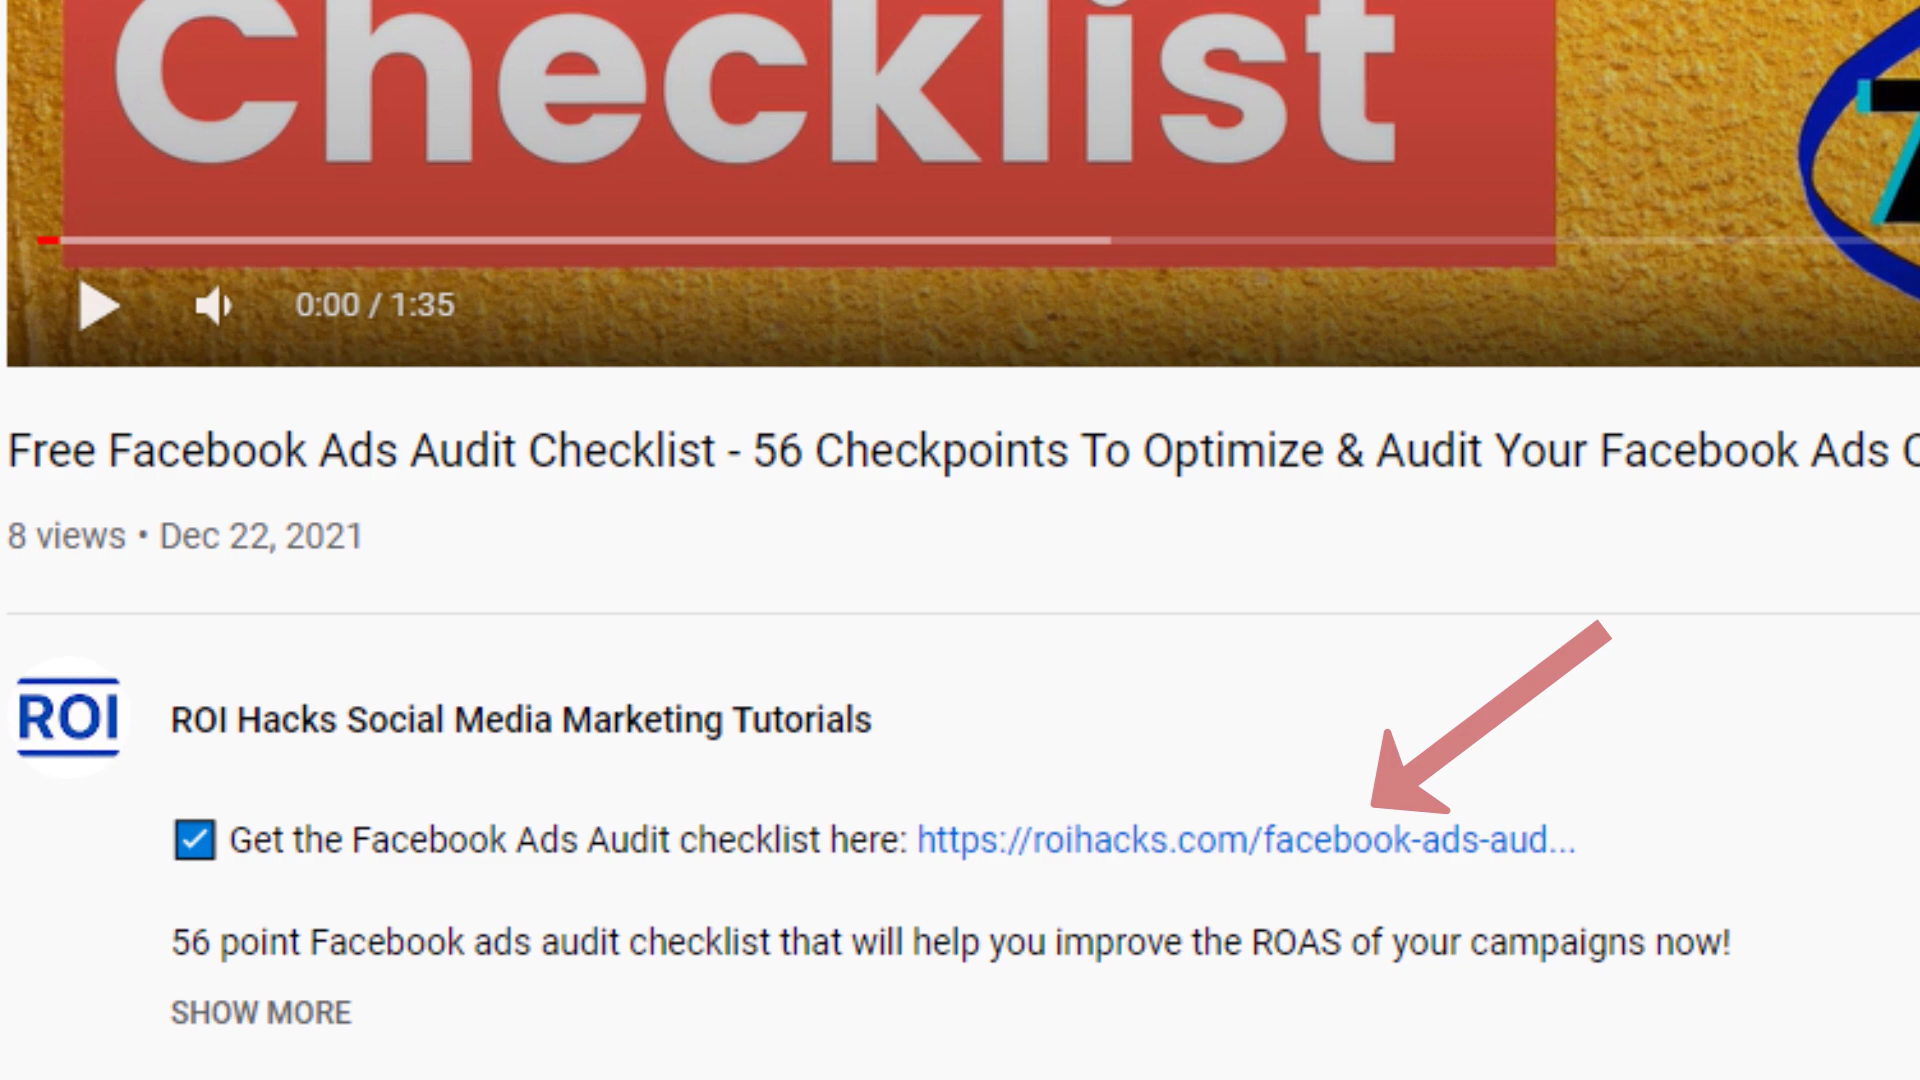 Checklist
0:00 / 1:35
Free Facebook Ads Audit Checklist - 56 Checkpoints To Optimize & Audit Your Facebook Ads
8 views • Dec 22, 2021
ROI
ROI Hacks Social Media Marketing Tutorials
Get the Facebook Ads Audit checklist here: https://roihacks.com/facebook-ads-aud...
56 point Facebook ads audit checklist that will help you improve the ROAS of your campaigns now!
SHOW MORE